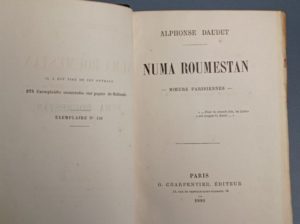 IL A ÉTÉ TIRÉ DE CET OUVRAGE
275 Exemplaires numérotés sur papier de Hollande.
EXEMPLAIRE N°
ALPHONSE DAUDET
NUMA ROUMESTAN
— MŒURS PARISIENNES —
PARIS
G. CHARPENTIER, ÉDITEUR
1881